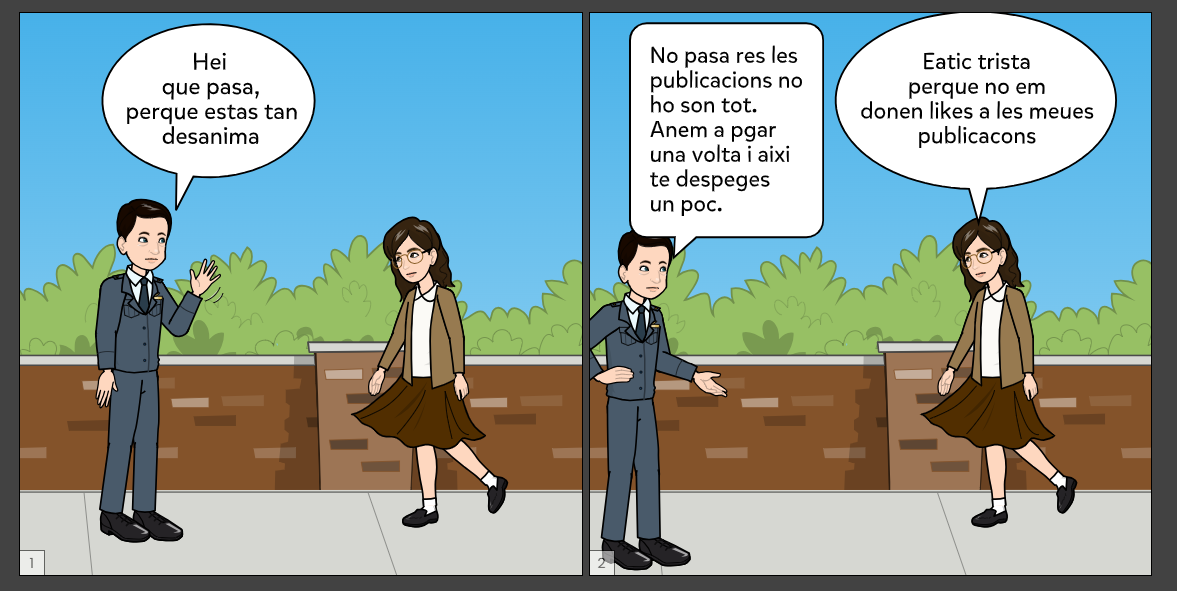 Hei
que pasa,
perque estas tan
desanima
1
No pasa res les
publicacions no
ho son tot.
Anem a pgar
una volta i aixi
te despeges
un poc.
Eatic trista
perque no em
donen likes a les meues
publicacons
2